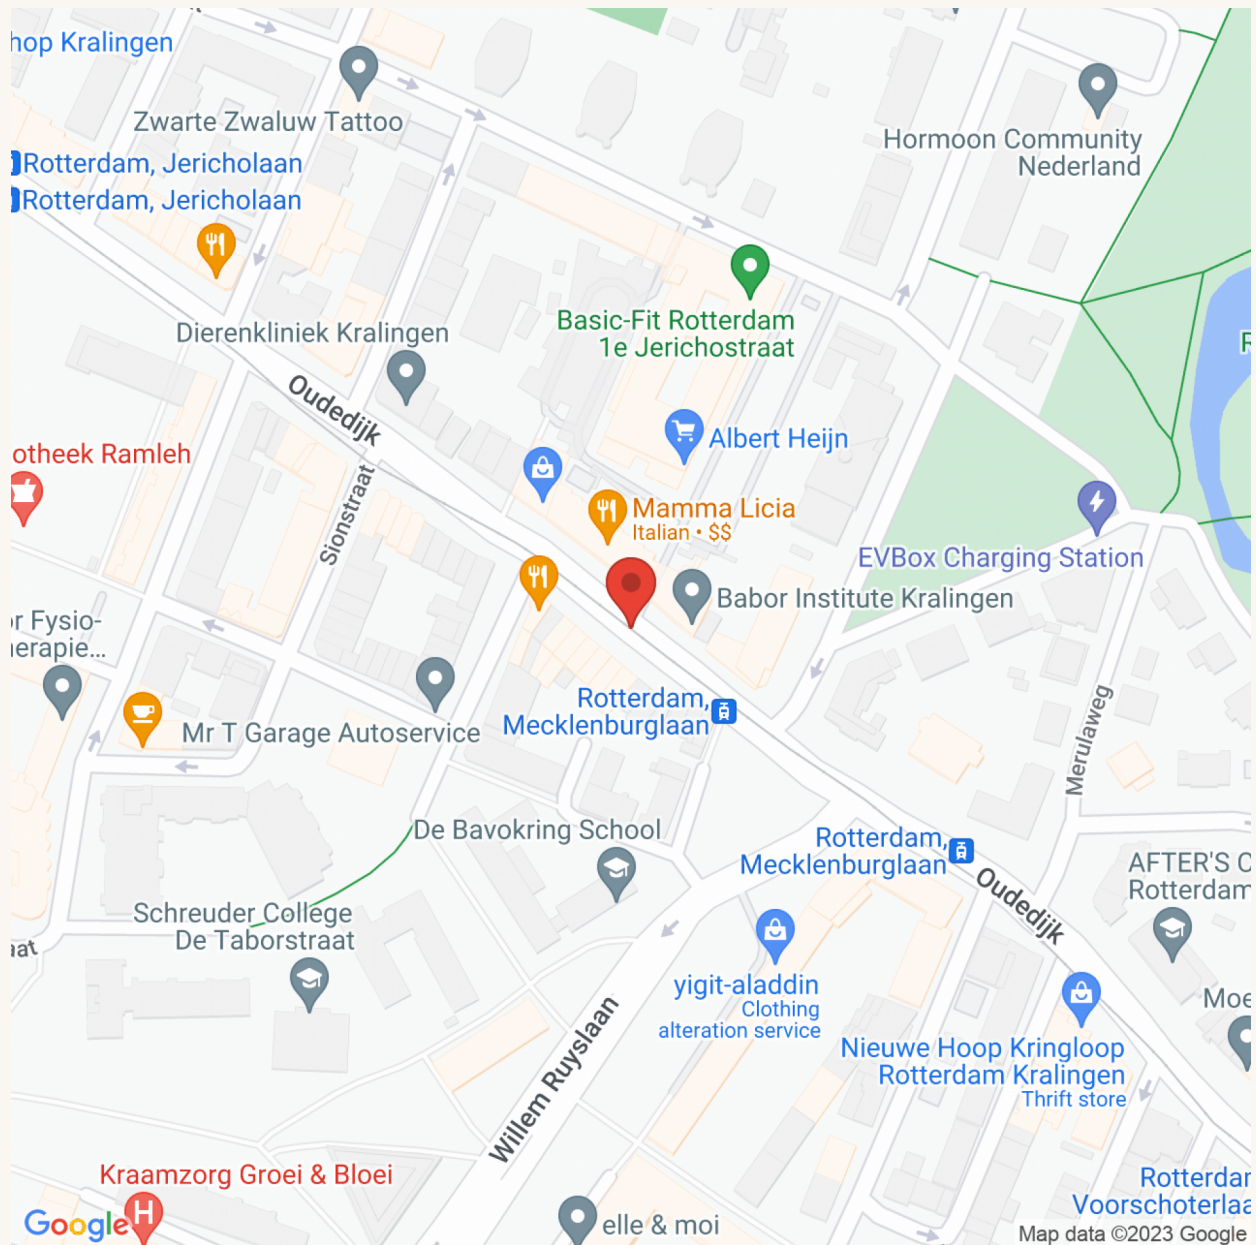 hop Kralingen
Zwarte Zwaluw Tattoo
Hormoon Community
Nederland
Rotterdam, Jericholaan
Rotterdam, Jericholaan
Basic-Fit Rotterdam
1e Jerichostraat
Dierenkliniek Kralingen
Oudedijk
Albert Heijn
otheek Ramleh
Sionstraat
Mamma Licia
Italian • $$
EVBox Charging Station
Babor Institute Kralingen
or Fysio-
erapie...
Rotterdam,
Mecklenburglaan
Mr T Garage Autoservice
Merulaweg
De Bavokring School
Rotterdam,
Mecklenburglaan
Oudedijk
AFTER'S C
Rotterdam
Schreuder College
De Taborstraat
aat
yigit-aladdin
Clothing
alteration service
Moe
Willem Ruyslaan
Nieuwe Hoop Kringloop
Rotterdam Kralingen
Thrift store
Kraamzorg Groei & Bloei
H
Rotterdar
Voorschoterlaa
Google
elle & moi
Map data ©2023 Google